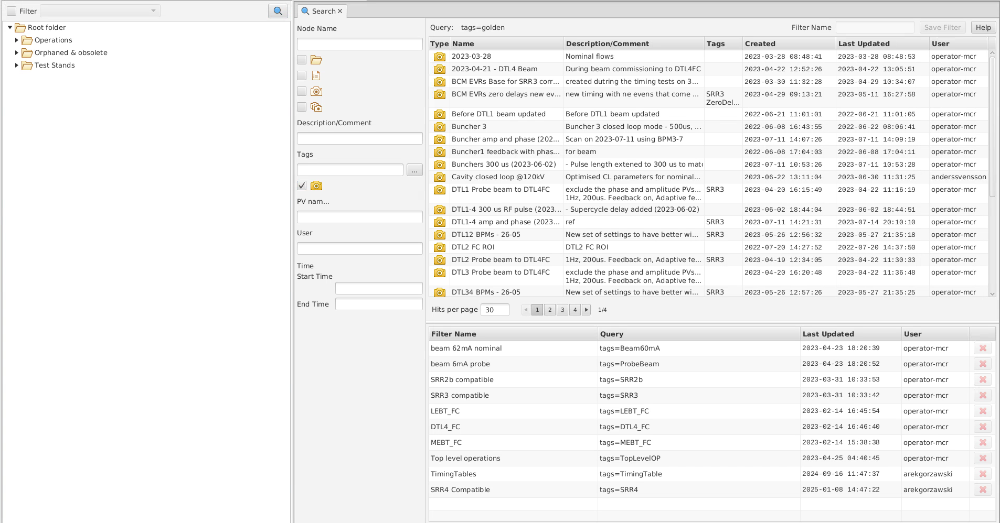 Filter
Root folder
Operations
Orphaned & obsolete
Test Stands
Search
Node Name
Description/Comment
Tags
...
PV nam...
User
Time
Start Time
End Time
Query: tags=golden
Filter Name
Save Filter
Help
Type Name Description/Comment Tags Created Last Updated User
2023-03-28 Nominal flows 2023-03-28 08:48:41 2023-03-28 08:48:53 operator-mcr
2023-04-21 - DTL4 Beam During beam commissioning to DTL4FC 2023-04-22 12:52:26 2023-04-22 13:05:51 operator-mcr
BCM EVRs Base for SRR3 corr... created dutring the timing tests on 3... 2023-03-30 11:32:28 2023-04-29 10:34:07 operator-mcr
BCM EVRs zero delays new ev... new timing with ne evens that come ... SRR3 2023-04-29 09:13:21 2023-05-11 16:27:58 operator-mcr
ZeroDel...
Before DTL1 beam updated Before DTL1 beam updated 2022-06-21 11:01:01 2022-06-21 11:01:05 operator-mcr
Buncher 3 Buncher 3 closed loop mode - 500us, ... 2022-06-08 16:43:55 2022-06-22 08:06:41 operator-mcr
Buncher amp and phase (202... Scan on 2023-07-11 using BPM3-7 2023-07-11 14:07:26 2023-07-11 14:09:19 operator-mcr
Buncher1 feedback with phas... for beam 2022-06-08 17:04:03 2022-06-08 17:04:11 operator-mcr
Bunchers 300 us (2023-06-02) - Pulse length extened to 300 us to matc 2023-07-11 10:53:26 2023-07-11 10:53:28 operator-mcr
Cavity closed loop @120kV Optimised CL parameters for nominal... 2023-06-22 13:11:04 2023-06-30 11:31:25 anderssvensson
DTL1 Probe beam to DTL4FC exclude the phase and amplitude PVs... SRR3 2023-04-20 16:15:49 2023-04-22 11:16:19 operator-mcr
1Hz, 200us. Feedback on, Adaptive fe...
DTL1-4 300 us RF pulse (2023... - Supercycle delay added (2023-06-02) 2023-06-02 18:44:04 2023-06-02 18:44:51 operator-mcr
DTL1-4 amp and phase (2023... ref SRR3 2023-07-11 14:21:31 2023-07-14 20:10:10 operator-mcr
DTL12 BPMs - 26-05 New set of settings to have better wi... SRR3 2023-05-26 12:56:32 2023-05-27 21:35:18 operator-mcr
DTL2 FC ROI DTL2 FC ROI 2022-07-20 14:27:52 2022-07-20 14:37:50 operator-mcr
DTL2 Probe beam to DTL4FC 1Hz, 200us. Feedback on, Adaptive fe... SRR3 2023-04-19 12:34:05 2023-04-22 11:30:33 operator-mcr
DTL3 Probe beam to DTL4FC exclude the phase and amplitude PVs... 2023-04-20 16:20:48 2023-04-22 11:36:48 operator-mcr
1Hz, 200us. Feedback on, Adaptive fe...
DTL34 BPMs - 26-05 New set of settings to have better wi... SRR3 2023-05-26 12:57:26 2023-05-27 21:35:25 operator-mcr
Hits per page 30 1 2 3 4 1/4
Filter Name Query Last Updated User
beam 62mA nominal tags=Beam60mA 2023-04-23 18:20:39 operator-mcr
beam 6mA probe tags=ProbeBeam 2023-04-23 18:20:52 operator-mcr
SRR2b compatible tags=SRR2b 2023-03-31 10:33:53 operator-mcr
SRR3 compatible tags=SRR3 2023-03-31 10:33:42 operator-mcr
LEBT_FC tags=LEBT_FC 2023-02-14 16:45:54 operator-mcr
DTL4_FC tags=DTL4_FC 2023-02-14 16:46:40 operator-mcr
MEBT_FC tags=MEBT_FC 2023-02-14 15:38:38 operator-mcr
Top level operations tags=TopLevelOP 2023-04-25 04:40:45 operator-mcr
TimingTables tags=TimingTable 2024-09-16 11:47:37 arekgorzawski
SRR4 Compatible tags=SRR4 2025-01-08 14:47:22 arekgorzawski